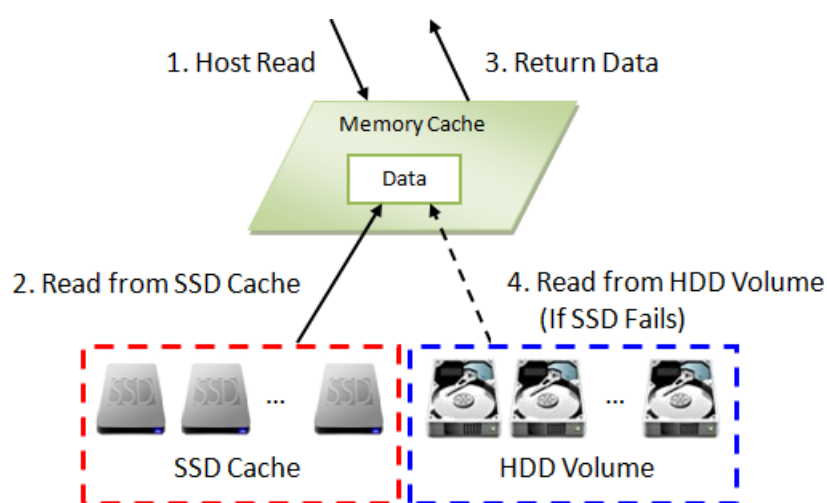 1. Host Read
3. Return Data
Memory Cache
Data
2. Read from SSD Cache
4. Read from HDD Volume
(If SSD Fails)
SSD
SSD
...
SSD
...
SSD Cache
HDD Volume